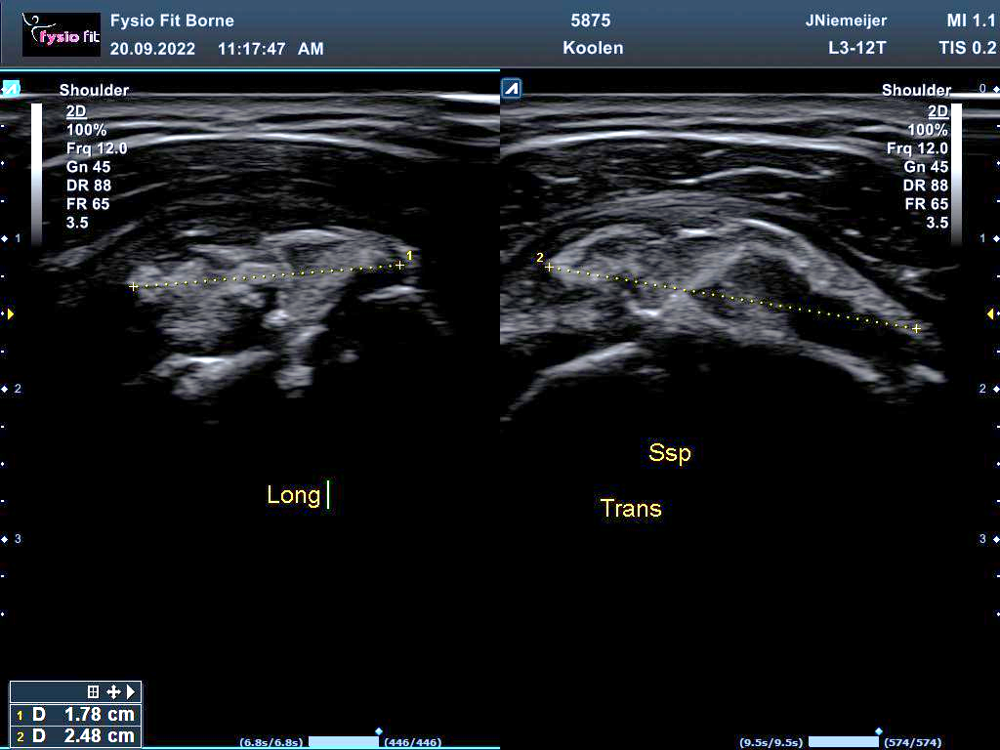 fysio fit
Fysio Fit Borne
20.09.2022 11:17:47 AM
5875
Koolen
JNiemeijer
L3-12T
MI 1.1
TIS 0.2
Shoulder
2D
100%
Frq 12.0
Gn 45
DR 88
FR 65
3.5
1
2
3
1
Long
(6.8s/6.8s) (446/446)
Shoulder
2D
100%
Frq 12.0
Gn 45
DR 88
FR 65
3.5
0
1
2
3
2
Ssp
Trans
(9.5s/9.5s) (574/574)
1 D 1.78 cm
2 D 2.48 cm